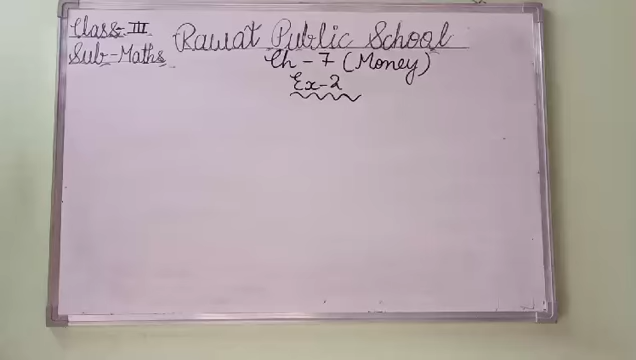 Class-III
Rawat Public School
Sub-Maths
Ch-7 (Money)
Ex-2